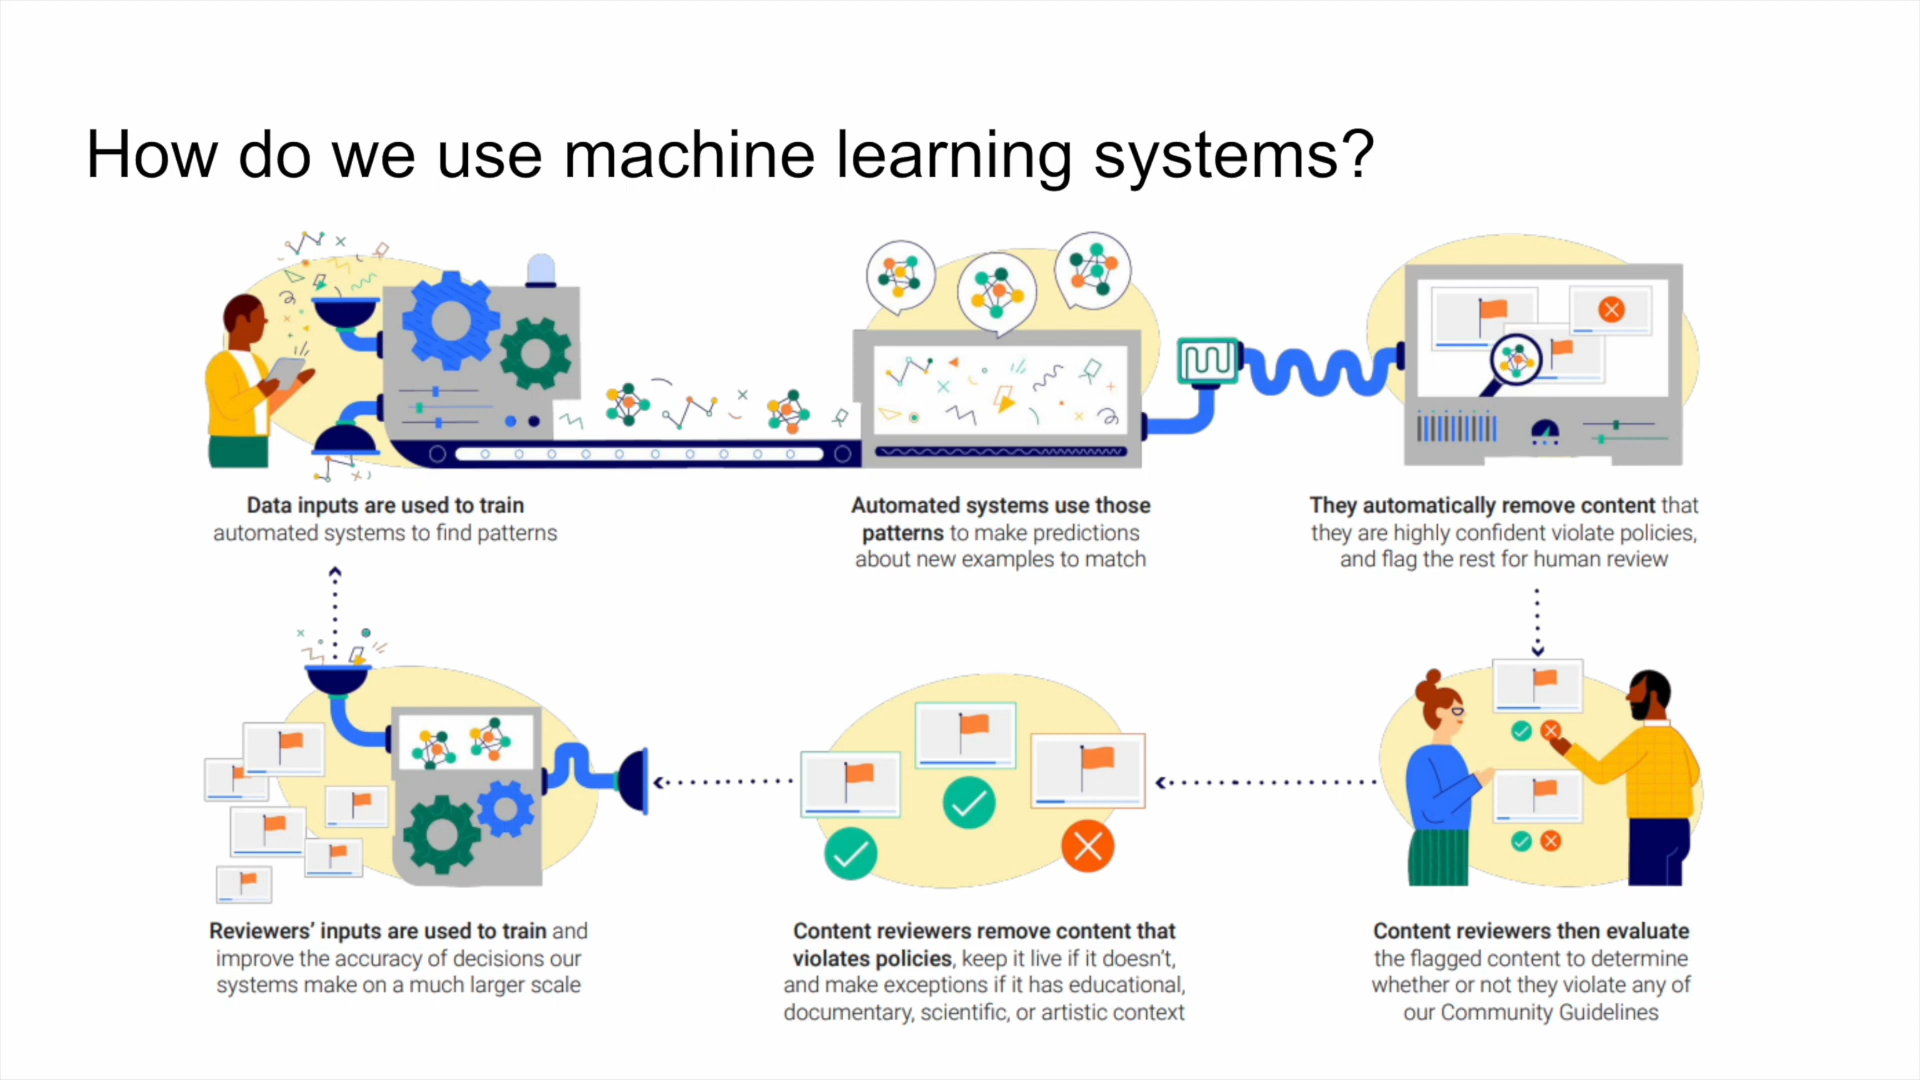 How do we use machine learning systems?
Data inputs are used to train
automated systems to find patterns
Automated systems use those
patterns to make predictions
about new examples to match
They automatically remove content that
they are highly confident violate policies,
and flag the rest for human review
Reviewers’ inputs are used to train and
improve the accuracy of decisions our
systems make on a much larger scale
Content reviewers remove content that
violates policies, keep it live if it doesn’t,
and make exceptions if it has educational,
documentary, scientific, or artistic context
Content reviewers then evaluate
the flagged content to determine
whether or not they violate any of
our Community Guidelines